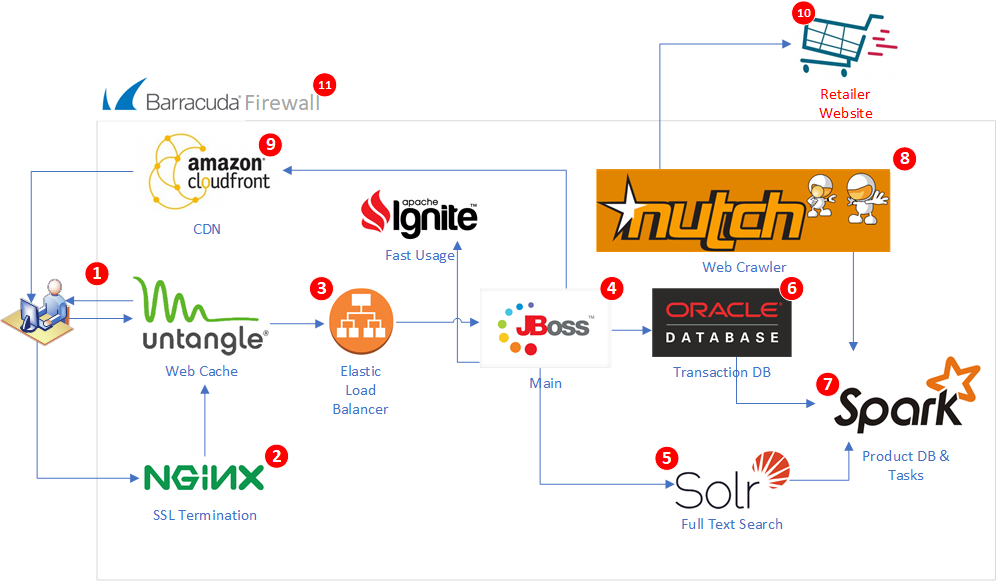 10
Retailer
Website
11
Barracuda Firewall
9
amazon
cloudfront
CDN
8
nutch
Web Crawler
apache
Ignite™
Fast Usage
1
untangle®
Web Cache
3
Elastic
Load
Balancer
4
JBoss™
Main
6
ORACLE
DATABASE
Transaction DB
7
Spark
Product DB &
Tasks
2
NGINX
SSL Termination
5
Solr
Full Text Search